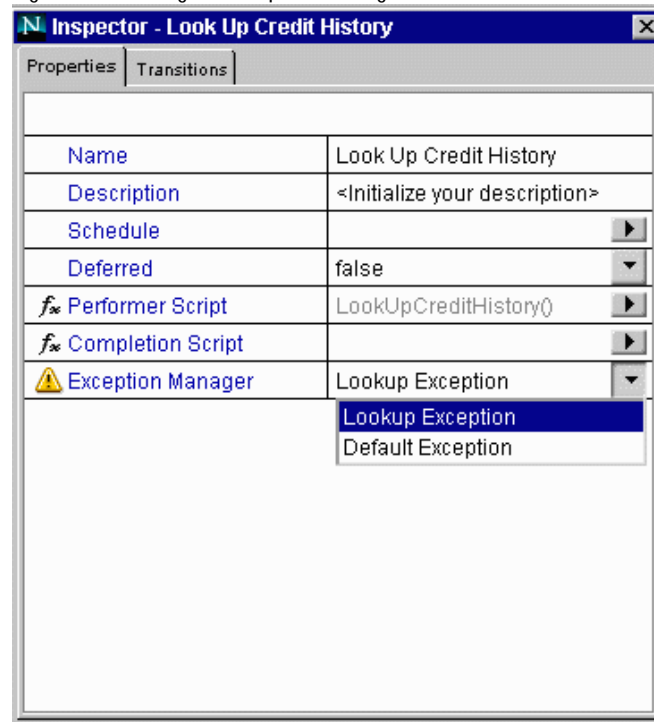 Inspector - Look Up Credit History
Properties Transitions
Name Look Up Credit History
Description <Initialize your description>
Schedule
Deferred false
Performer Script LookUpCreditHistory()
Completion Script
Exception Manager Lookup Exception
Lookup Exception
Default Exception